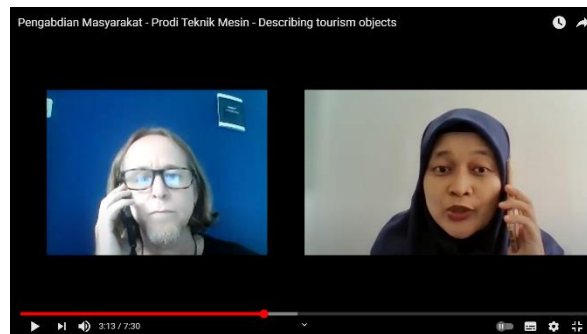 Pengabdian Masyarakat - Prodi Teknik Mesin - Describing tourism objects
3:13 / 7:30